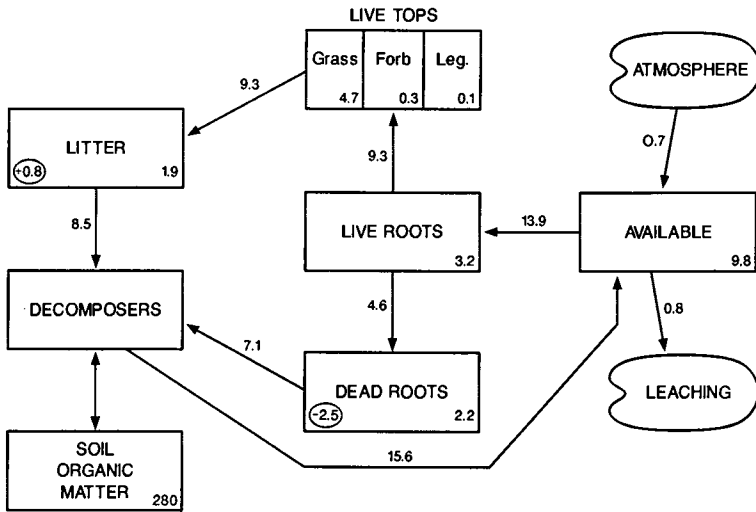 LIVE TOPS
Grass Forb Leg.
4.7 0.3 0.1
ATMOSPHERE
9.3
0.7
LITTER
+0.8 1.9
9.3
8.5
LIVE ROOTS
3.2
13.9
AVAILABLE
9.8
DECOMPOSERS
4.6
0.8
7.1
DEAD ROOTS
-2.5 2.2
LEACHING
SOIL
ORGANIC
MATTER
280
15.6